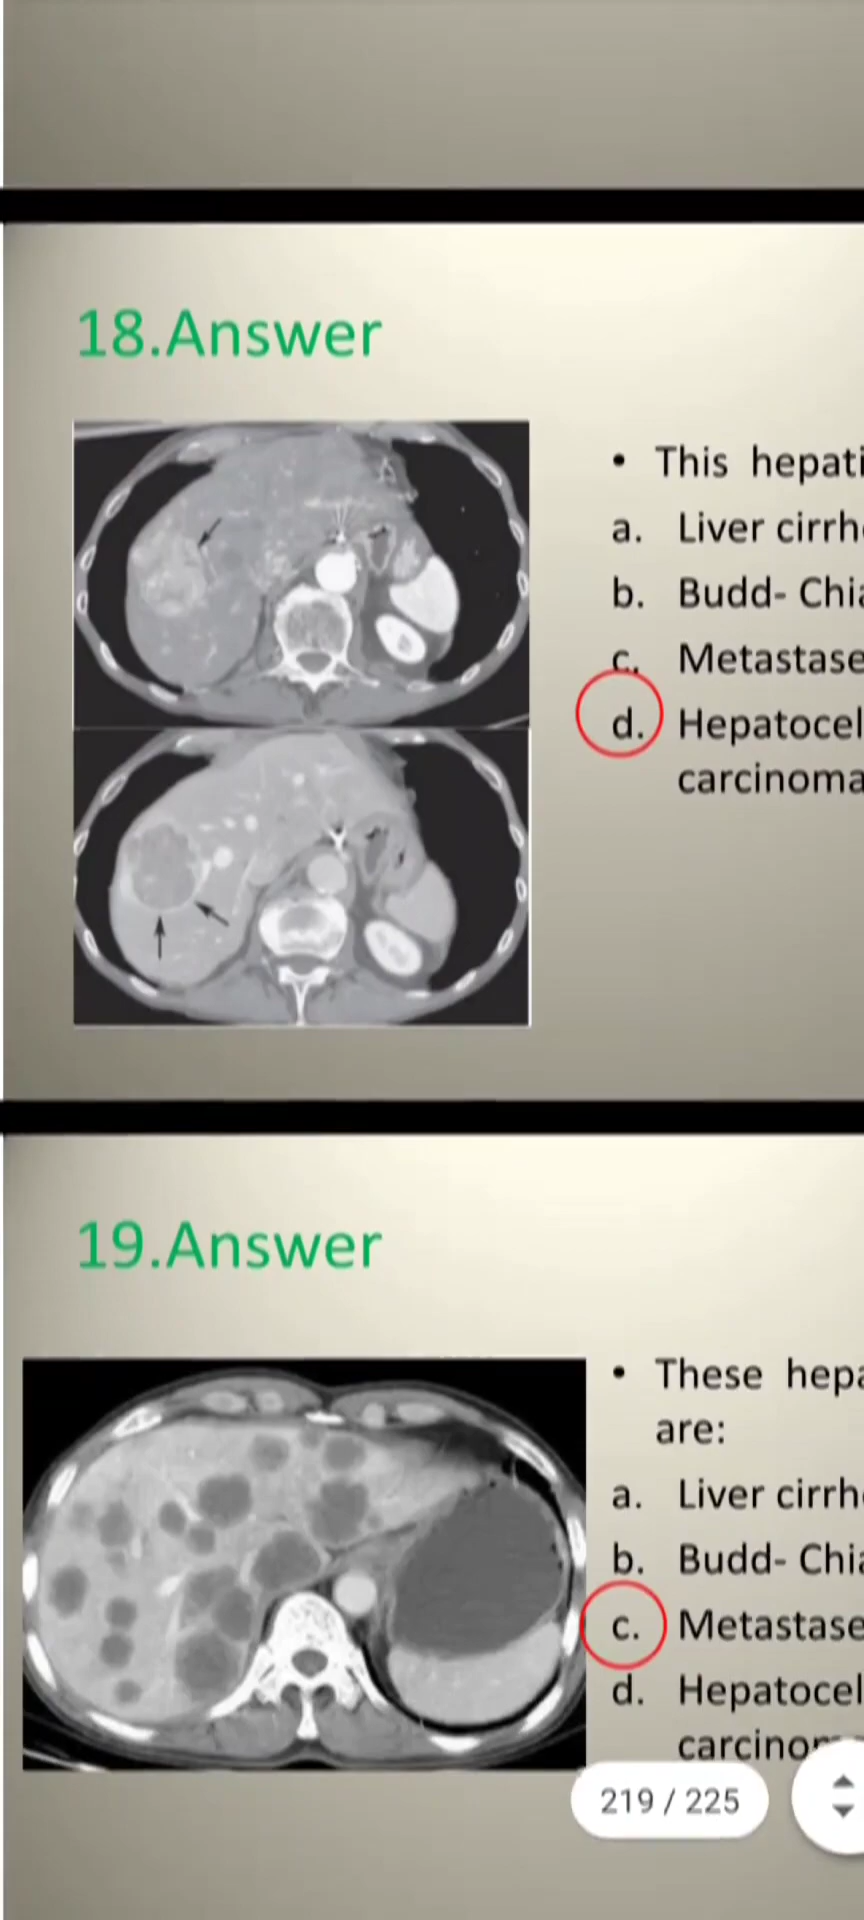 18.Answer
• This hepati
a. Liver cirrh
b. Budd- Chia
c. Metastase
d. Hepatocel
carcinoma
19.Answer
• These hepa
are:
a. Liver cirrh
b. Budd- Chia
c. Metastase
d. Hepatocel
carcinom
219 / 225